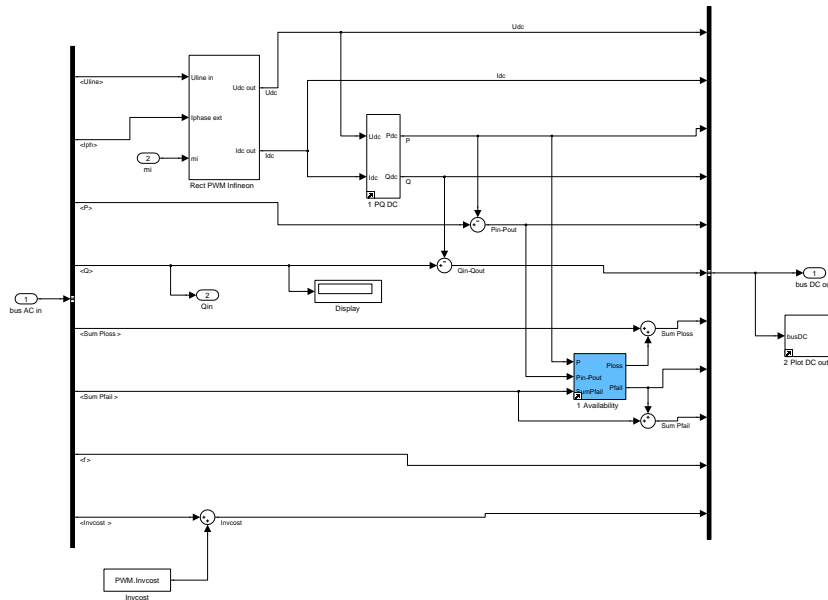 Udc
Idc
<Uline>
Uline in
Udc out
Udc
Iphase ext
<Iph>
Idc out
Idc
2
mi
mi
Rect PWM Infineon
Udc
Pdc
P
Idc
Qdc
Q
1 PQ DC
<P>
Pin-Pout
<Q>
Qin-Qout
2
Qin
Display
1
bus AC in
1
bus DC ou
busDC
2 Plot DC out
<Sum Ploss >
Sum Ploss
P
Ploss
Pin-Pout
Pfail
SumPfail
1 Availability
<Sum Pfail >
Sum Pfail
<f>
<Invcost >
Invcost
PWM.Invcost
Invcost